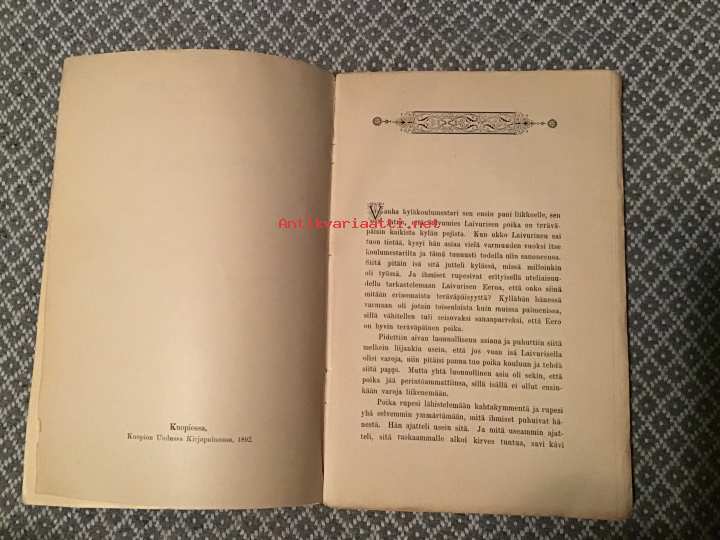 Kuopiossa,
Kuopion Uudessa Kirjapainossa, 1892.
Antikvariaatti.net
Antikvariaatti.net
Vanha kyläkoulumestari sen ensin pani liikkeelle, sen
että Laivurisen poika on terävä-
päisin kaikista kylän pojista. Kun ukko Laivurinen sai
tuon tietää, kysyi hän asiaa vielä varmuuden vuoksi itse
koulumestarilta ja tämä tunnusti todella niin sanoneensa.
Siitä pitäin isä sitä jutteli kylässä, missä milloinkin
oli työssä. Ja ihmiset rupesivat erityisellä uteliaisuu-
della tarkastelemaan Laivurisen Eeroa, että onko siinä
mitään erinomaista teräväpäisyyttä? Kyllähän hänessä
varmaan oli jotain toisenlaista kuin muissa paimenissa,
sillä vähitellen tuli seisovaksi sananparreksi, että Eero
on hyvin teräväpäinen poika.
Pidettiin aivan luonnollisena asiana ja puhuttiin siitä
melkein liijankin usein, että jos vaan isä Laivurisella
olisi varoja, niin pitäisi panna tuo poika kouluun ja tehdä
siitä pappi. Mutta yhtä luonnollinen asia oli sekin, että
poika jää perintöammattiinsa, sillä isällä ei ollut ensin-
kään varoja liikenemään.
Poika rupesi lähistelemään kahtakymmentä ja rupesi
yhä selvemmin ymmärtämään, mitä ihmiset puhuivat hä-
nestä. Hän ajatteli usein sitä. Ja mitä useammin ajat-
teli, sitä raskaammalle alkoi kirves tuntua, savi kävi